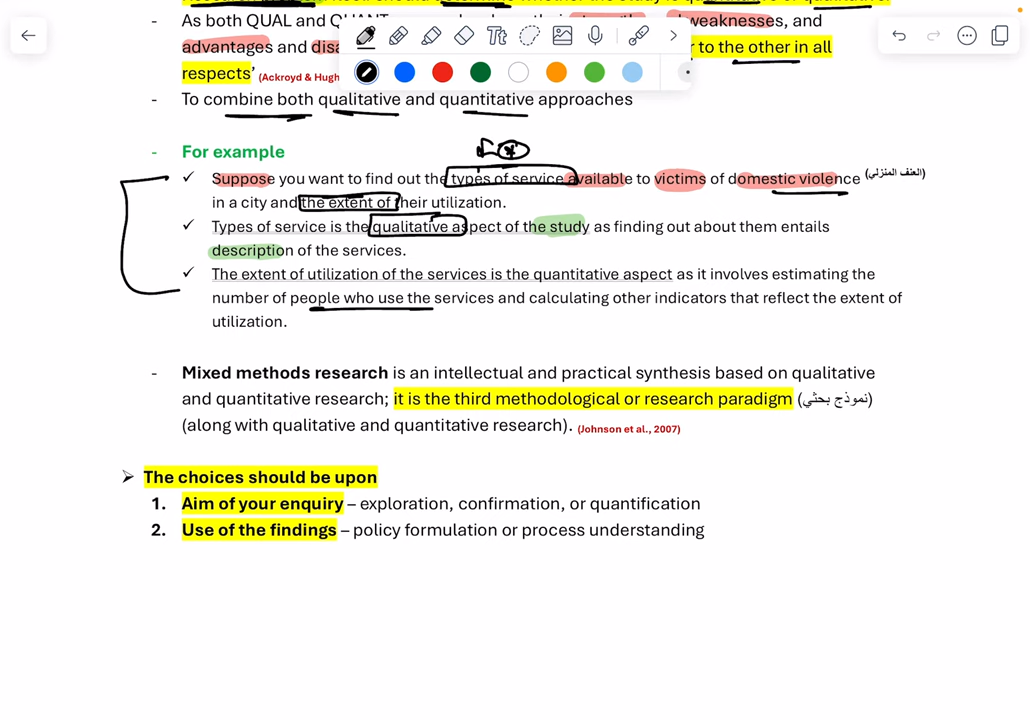 - As both QUAL and weaknesses, and
advantages and to the other in all
respects' (Ackroyd & Hugh
- To combine both qualitative and quantitative approaches
- For example
✓ Suppose you want to find out the types of service available to victims of domestic violence (العنف المنزلي)
in a city and the extent of their utilization.
✓ Types of service is the qualitative aspect of the study as finding out about them entails
description of the services.
✓ The extent of utilization of the services is the quantitative aspect as it involves estimating the
number of people who use the services and calculating other indicators that reflect the extent of
utilization.
- Mixed methods research is an intellectual and practical synthesis based on qualitative
and quantitative research; it is the third methodological or research paradigm (نموذج بحثي)
(along with qualitative and quantitative research). (Johnson et al., 2007)
➢ The choices should be upon
1. Aim of your enquiry – exploration, confirmation, or quantification
2. Use of the findings – policy formulation or process understanding